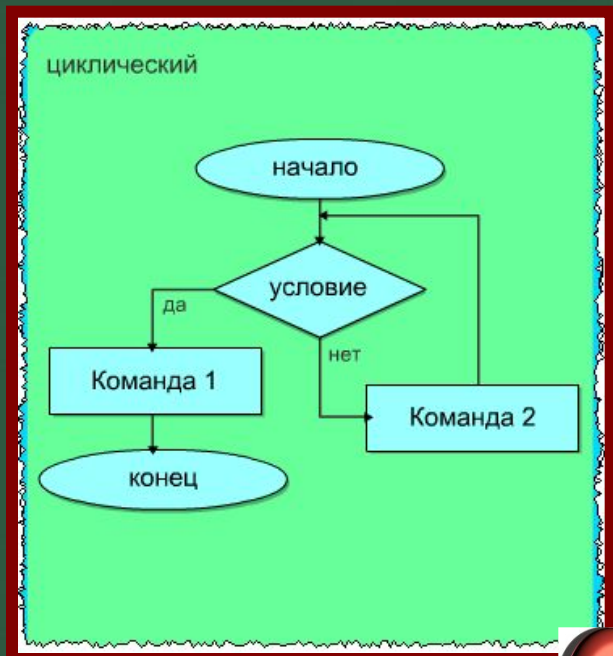 циклический
начало
условие
да
нет
Команда 1
Команда 2
конец